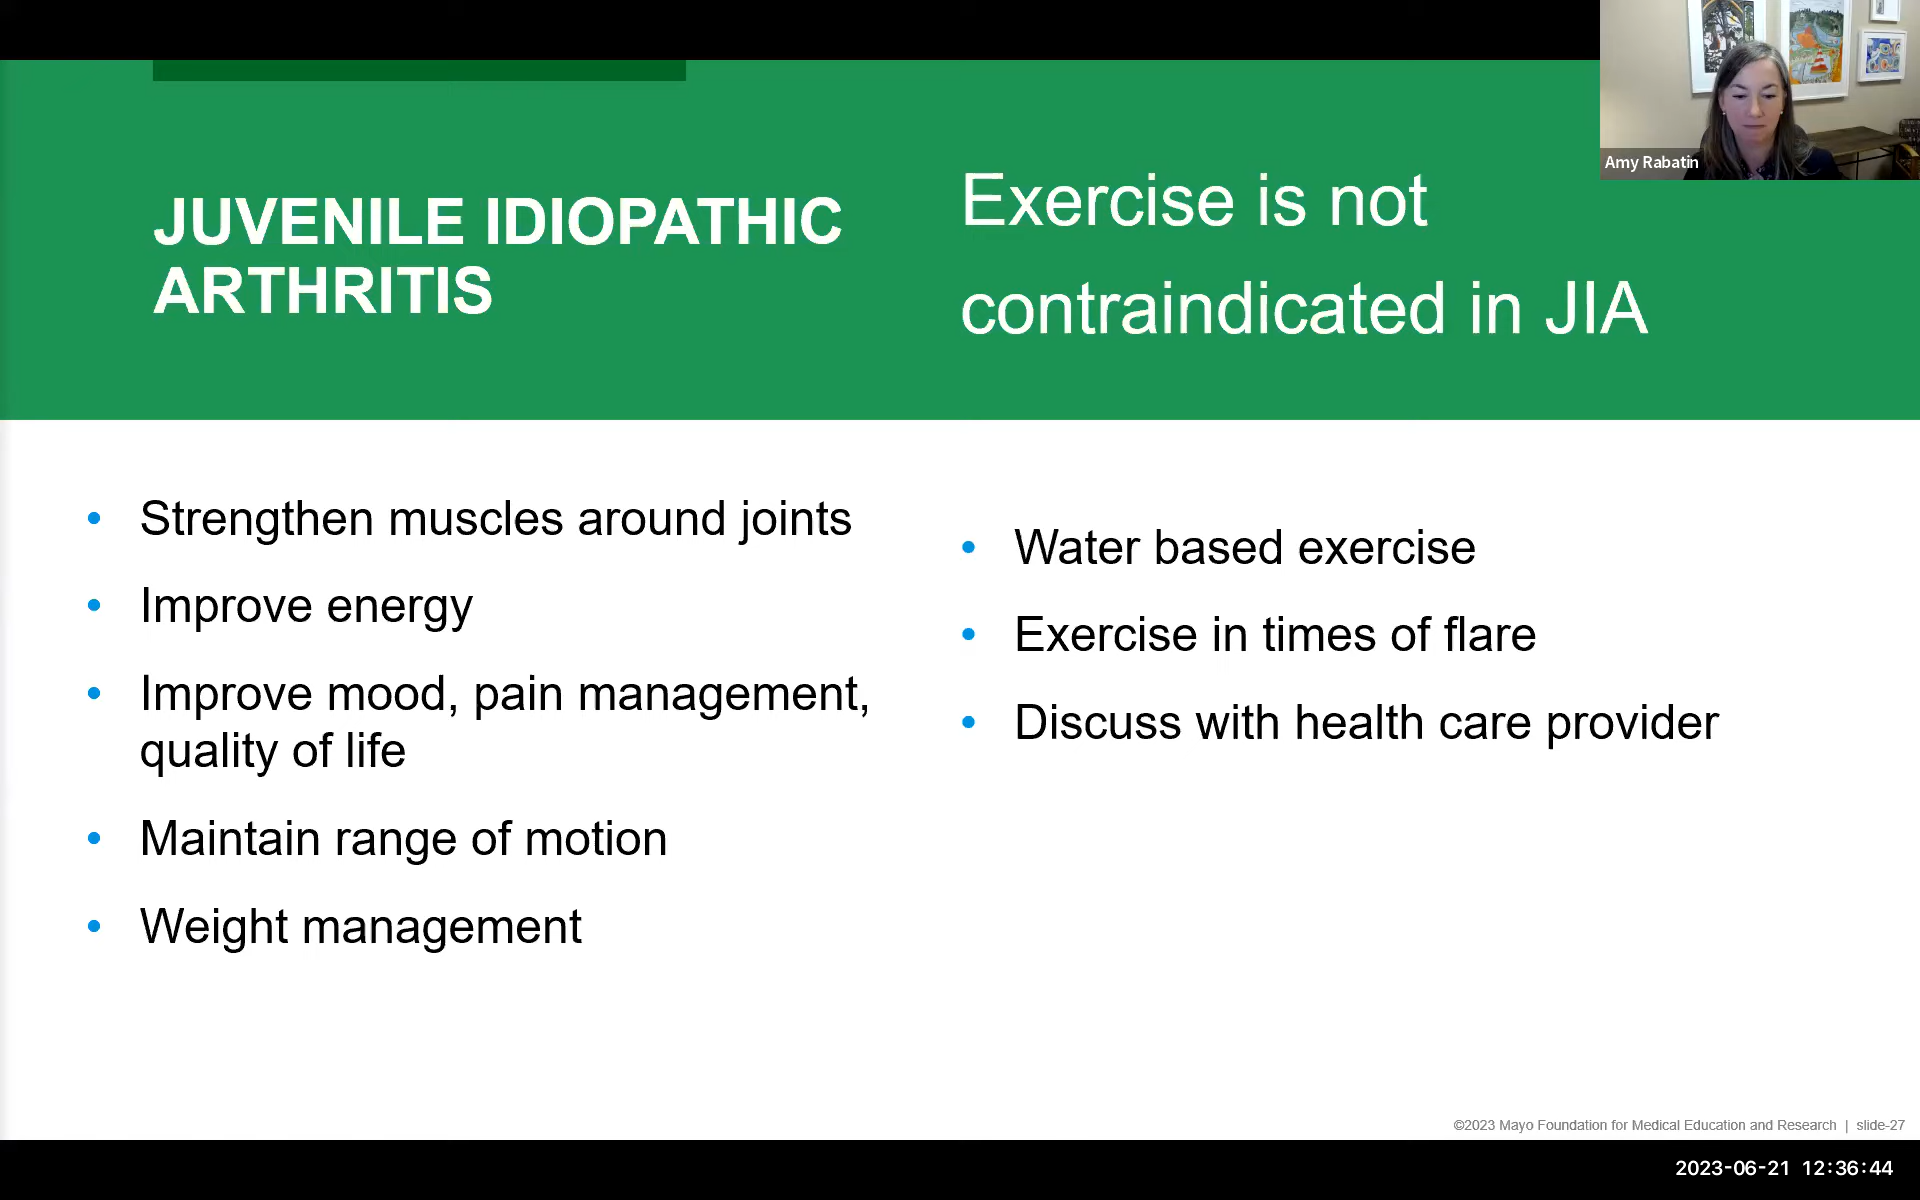 JUVENILE IDIOPATHIC
ARTHRITIS
Exercise is not
contraindicated in JIA
Amy Rabatin
• Strengthen muscles around joints
• Improve energy
• Improve mood, pain management,
quality of life
• Maintain range of motion
• Weight management
• Water based exercise
• Exercise in times of flare
• Discuss with health care provider
©2023 Mayo Foundation for Medical Education and Research | slide-27
2023-06-21 12:36:44